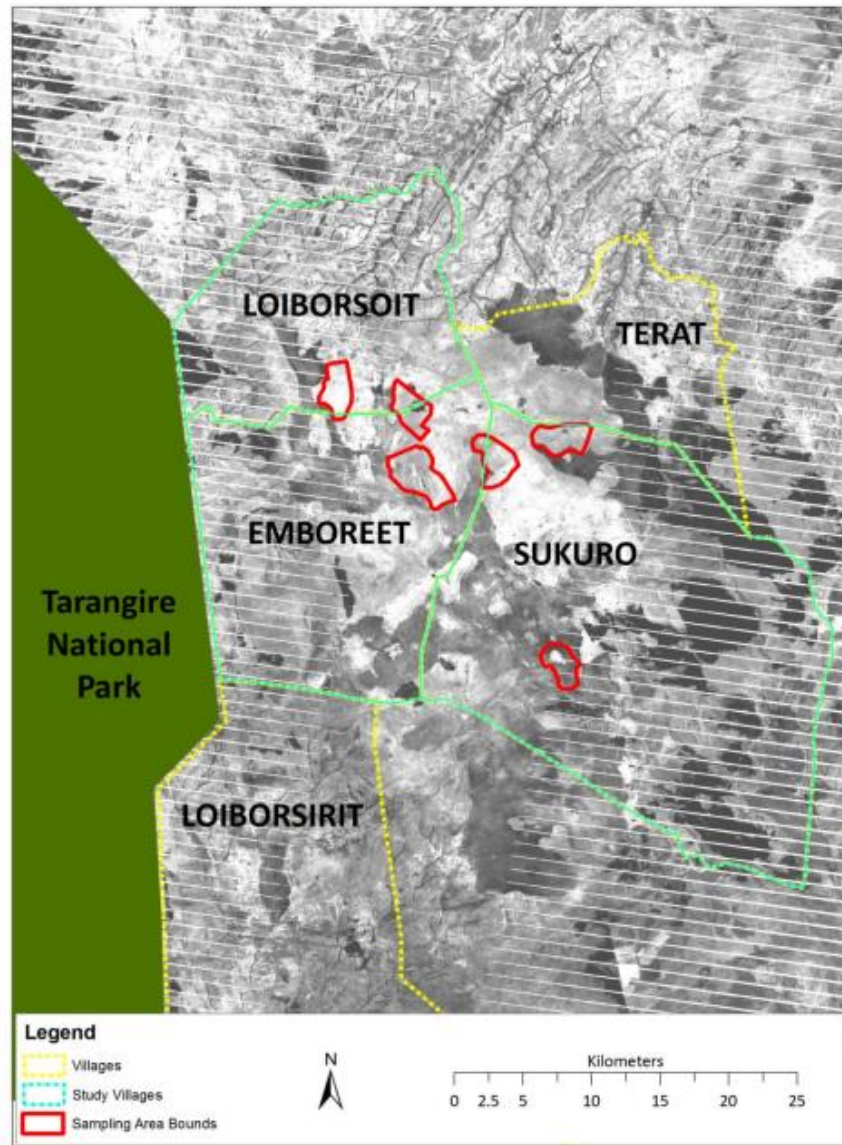 LOIBORSOIT
TERAT
EMBOREET
SUKURO
Tarangire
National
Park
LOIBORSIRIT
Legend
Villages
Study Villages
Sampling Area Bounds
N
Kilometers
0 2.5 5 10 15 20 25